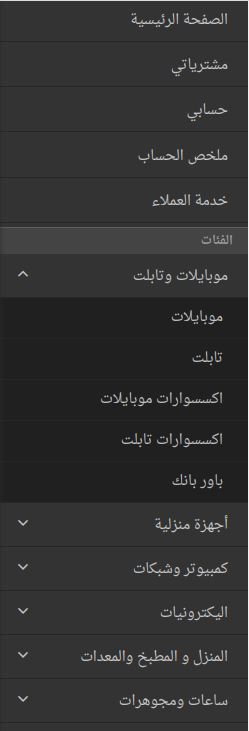 الصفحة الرئيسية
مشترياتي
حسابي
ملخص الحساب
خدمة العملاء
الفئات
موبايلات وتابلت
موبايلات
تابلت
اكسسوارات موبايلات
اكسسوارات تابلت
باور بانك
أجهزة منزلية
كمبيوتر وشبكات
اليكترونيات
المنزل و المطبخ والمعدات
ساعات ومجوهرات